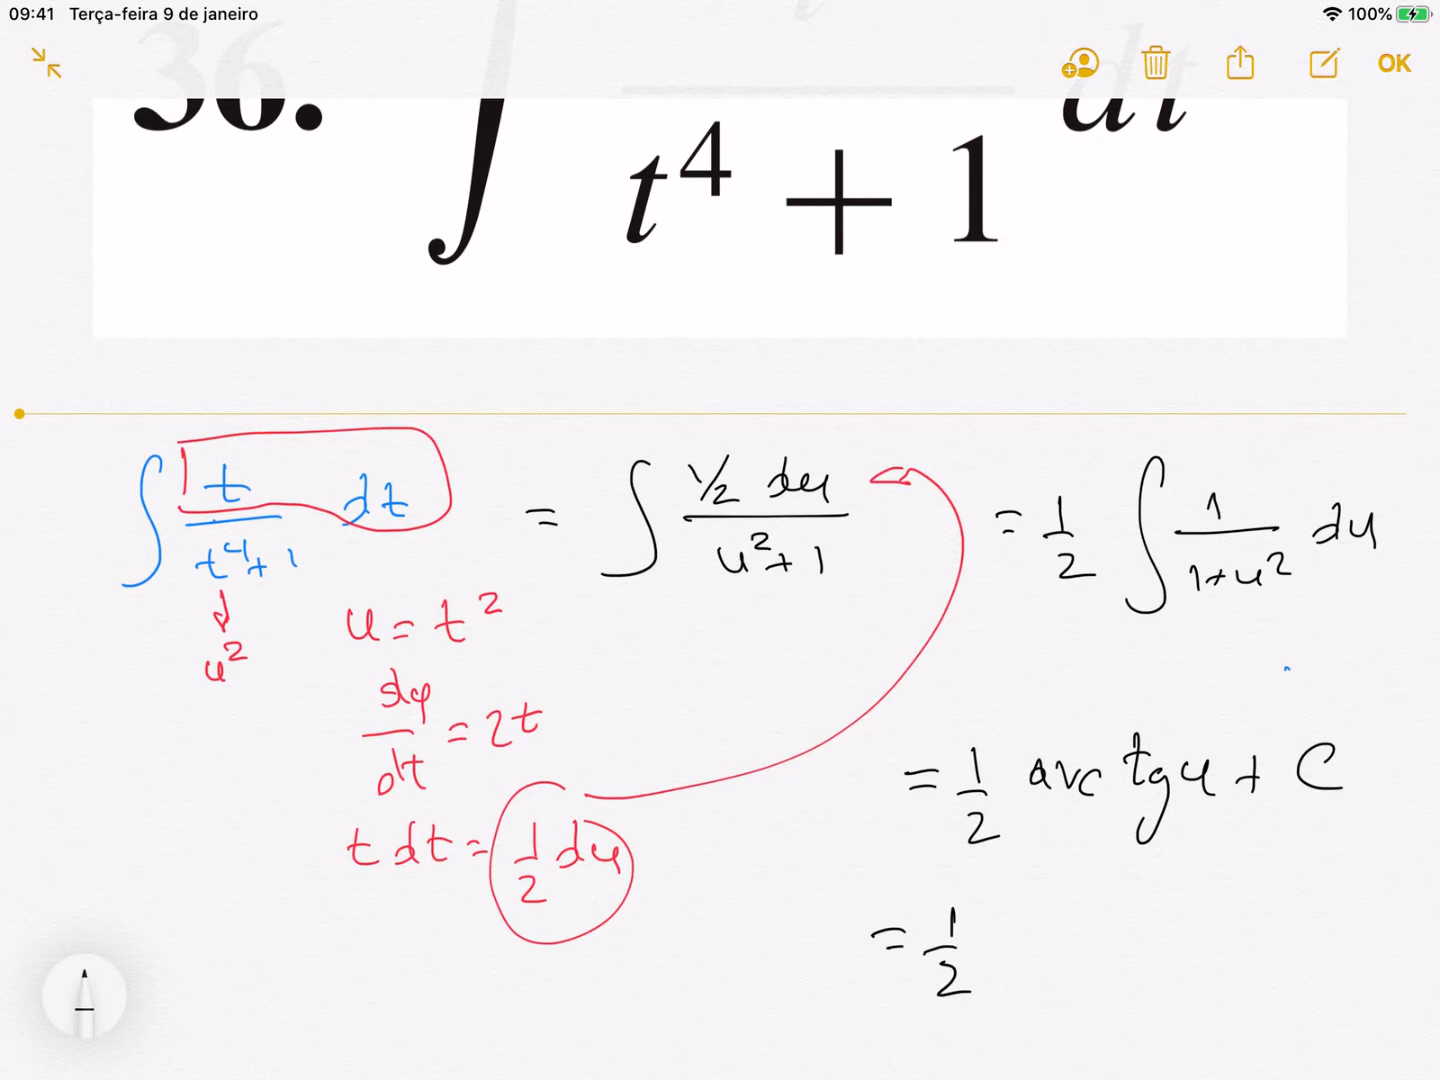 09:41 Terça-feira 9 de janeiro 100%
OK
36. ∫ t⁴ + 1 dt
∫ t/(t⁴+1) dt = ∫ (1/2 du)/(u²+1) = 1/2 ∫ 1/(1+u²) du
u²
u = t²
du/dt = 2t
= 1/2 arc tg u + C
t dt = 1/2 du
= 1/2